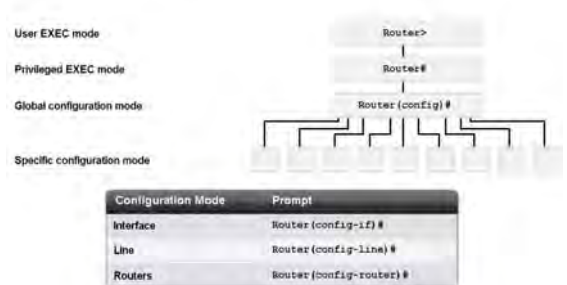 User EXEC mode Router>
Privileged EXEC mode Router#
Global configuration mode Router(config)#
Specific configuration mode
Configuration Mode Prompt
Interface Router(config-if)#
Line Router(config-line)#
Routers Router(config-router)#